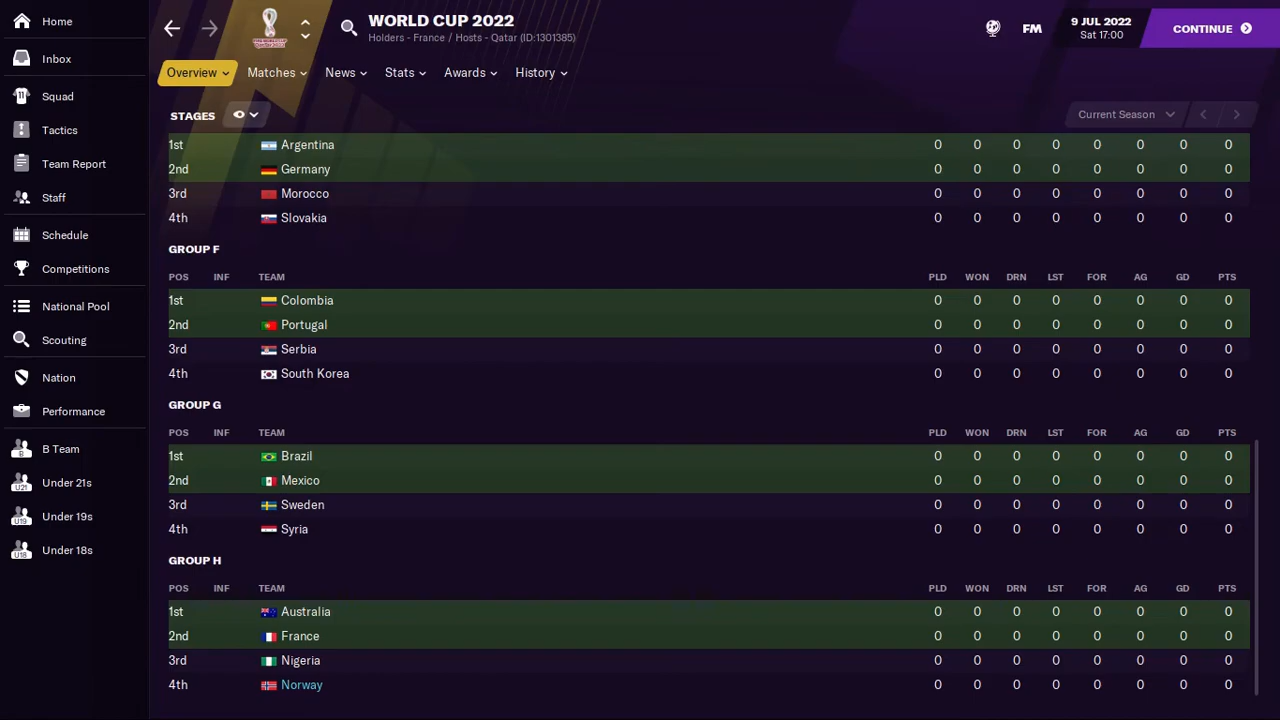 Home
Inbox
11 Squad
Tactics
Team Report
Staff
Schedule
Competitions
National Pool
Scouting
Nation
Performance
B B Team
U21 Under 21s
U19 Under 19s
U18 Under 18s
WORLD CUP 2022
Holders - France / Hosts - Qatar (ID:1301385)
FM
9 JUL 2022
Sat 17:00
CONTINUE
Overview Matches News Stats Awards History
STAGES
Current Season
1st Argentina 0 0 0 0 0 0 0 0
2nd Germany 0 0 0 0 0 0 0 0
3rd Morocco 0 0 0 0 0 0 0 0
4th Slovakia 0 0 0 0 0 0 0 0
GROUP F
POS INF TEAM PLD WON DRN LST FOR AG GD PTS
1st Colombia 0 0 0 0 0 0 0 0
2nd Portugal 0 0 0 0 0 0 0 0
3rd Serbia 0 0 0 0 0 0 0 0
4th South Korea 0 0 0 0 0 0 0 0
GROUP G
POS INF TEAM PLD WON DRN LST FOR AG GD PTS
1st Brazil 0 0 0 0 0 0 0 0
2nd Mexico 0 0 0 0 0 0 0 0
3rd Sweden 0 0 0 0 0 0 0 0
4th Syria 0 0 0 0 0 0 0 0
GROUP H
POS INF TEAM PLD WON DRN LST FOR AG GD PTS
1st Australia 0 0 0 0 0 0 0 0
2nd France 0 0 0 0 0 0 0 0
3rd Nigeria 0 0 0 0 0 0 0 0
4th Norway 0 0 0 0 0 0 0 0